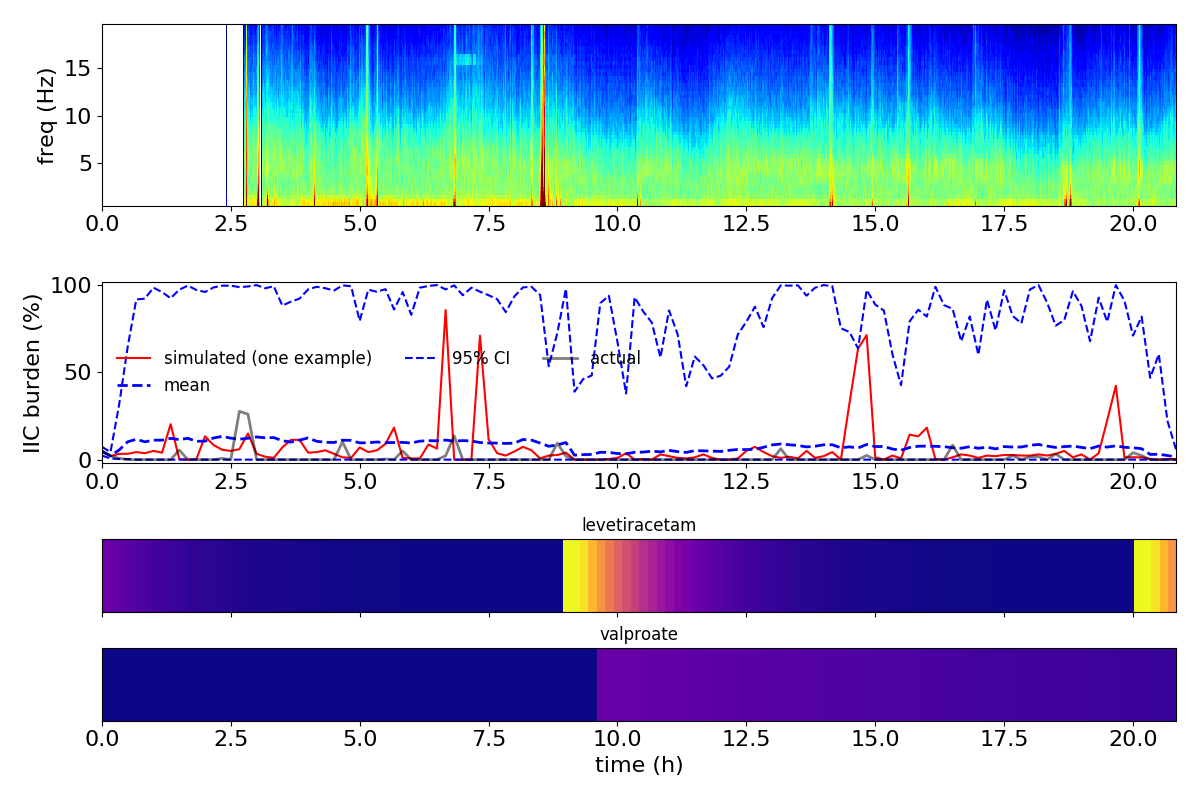 freq (Hz)
15
10
5
0.0 2.5 5.0 7.5 10.0 12.5 15.0 17.5 20.0
IIC burden (%)
100
50
0
simulated (one example) 95% CI actual
mean
0.0 2.5 5.0 7.5 10.0 12.5 15.0 17.5 20.0
levetiracetam
valproate
0.0 2.5 5.0 7.5 10.0 12.5 15.0 17.5 20.0
time (h)